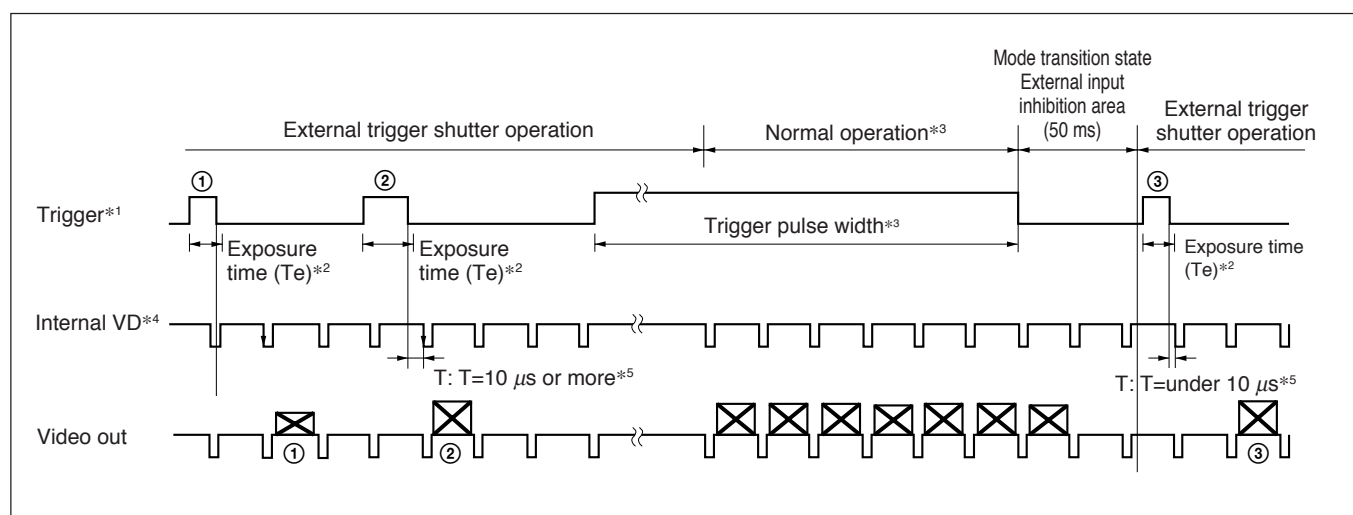 Mode transition state
External input
inhibition area
(50 ms)
External trigger shutter operation
Normal operation*3
External trigger
shutter operation
① ② ③
Trigger*1
Trigger pulse width*3
Exposure
time (Te)*2
Exposure
time (Te)*2
Exposure time
(Te)*2
Internal VD*4
T: T=10 μs or more*5
T: T=under 10 μs*5
Video out
① ② ③